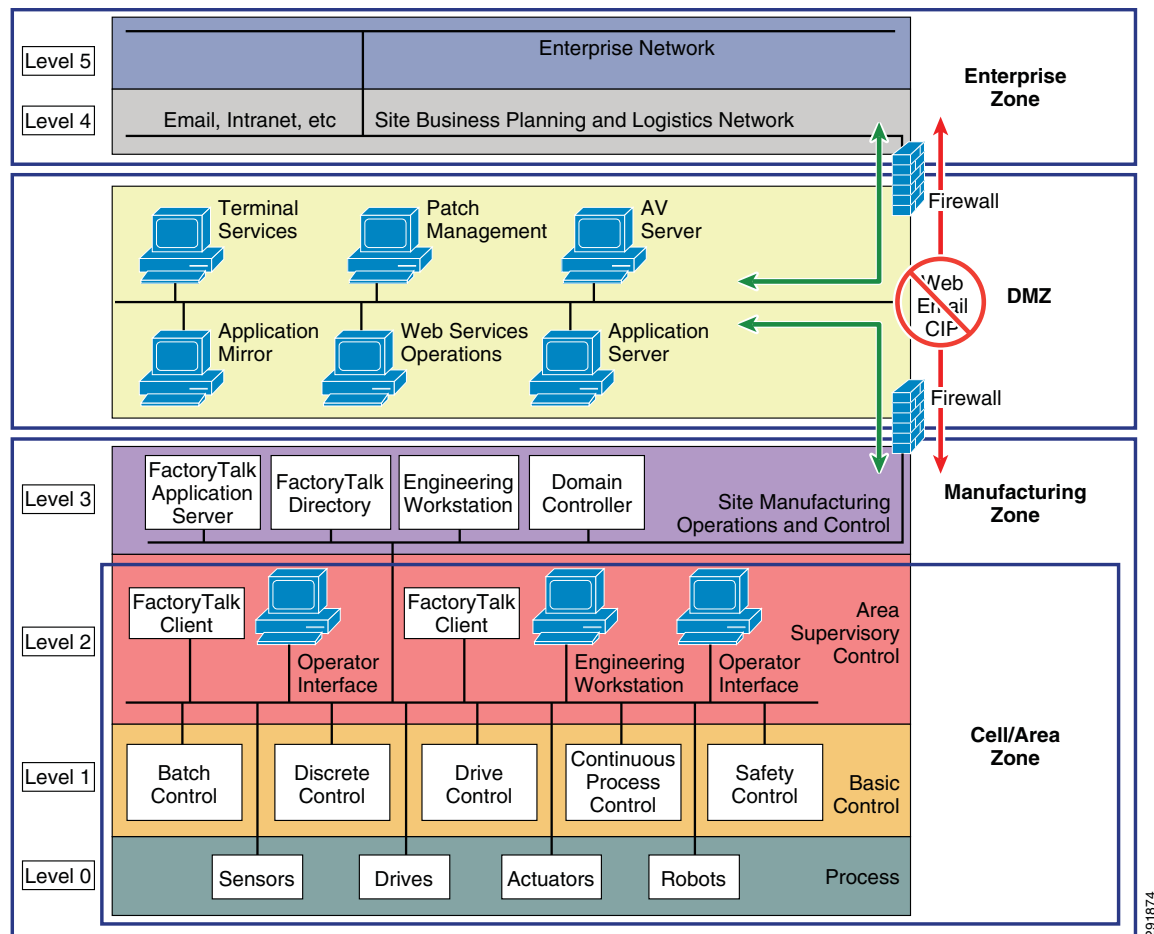 Level 5
Enterprise Network
Enterprise
Zone
Level 4
Email, Intranet, etc
Site Business Planning and Logistics Network
Firewall
Terminal
Services
Patch
Management
AV
Server
Web
Email
CIP
DMZ
Application
Mirror
Web Services
Operations
Application
Server
Firewall
Level 3
FactoryTalk
Application
Server
FactoryTalk
Directory
Engineering
Workstation
Domain
Controller
Site Manufacturing
Operations and Control
Manufacturing
Zone
Level 2
FactoryTalk
Client
Operator
Interface
FactoryTalk
Client
Engineering
Workstation
Operator
Interface
Area
Supervisory
Control
Cell/Area
Zone
Level 1
Batch
Control
Discrete
Control
Drive
Control
Continuous
Process
Control
Safety
Control
Basic
Control
Level 0
Sensors
Drives
Actuators
Robots
Process
291874